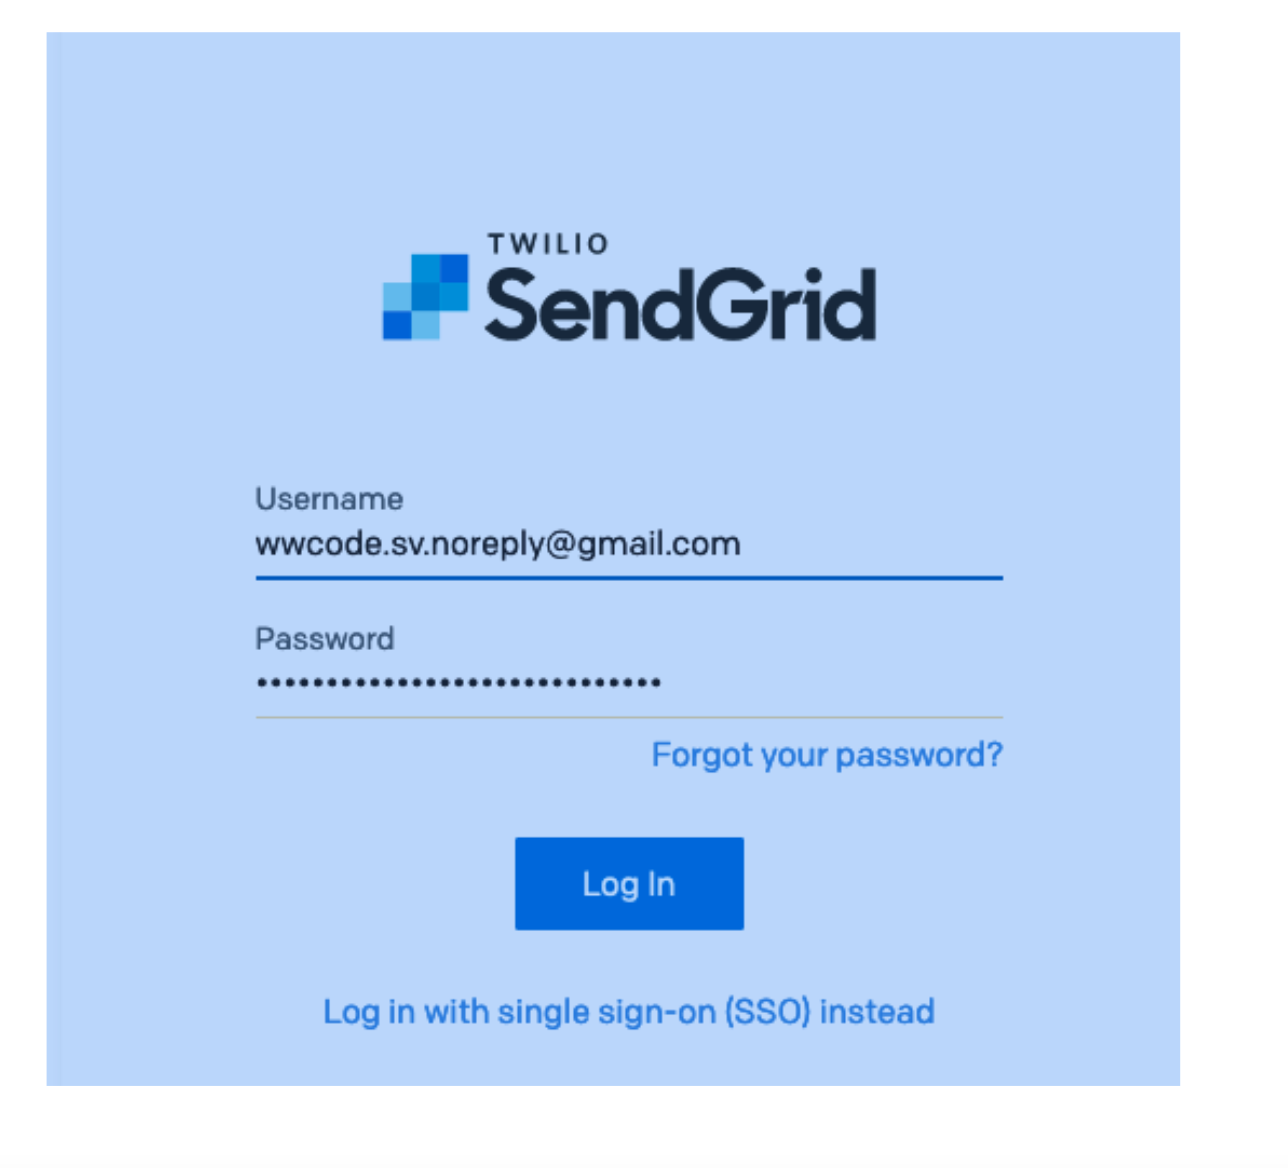 TWILIO
SendGrid
Username
wwcode.sv.noreply@gmail.com
Password
•••••••••••••••••••••••••••••
Forgot your password?
Log In
Log in with single sign-on (SSO) instead